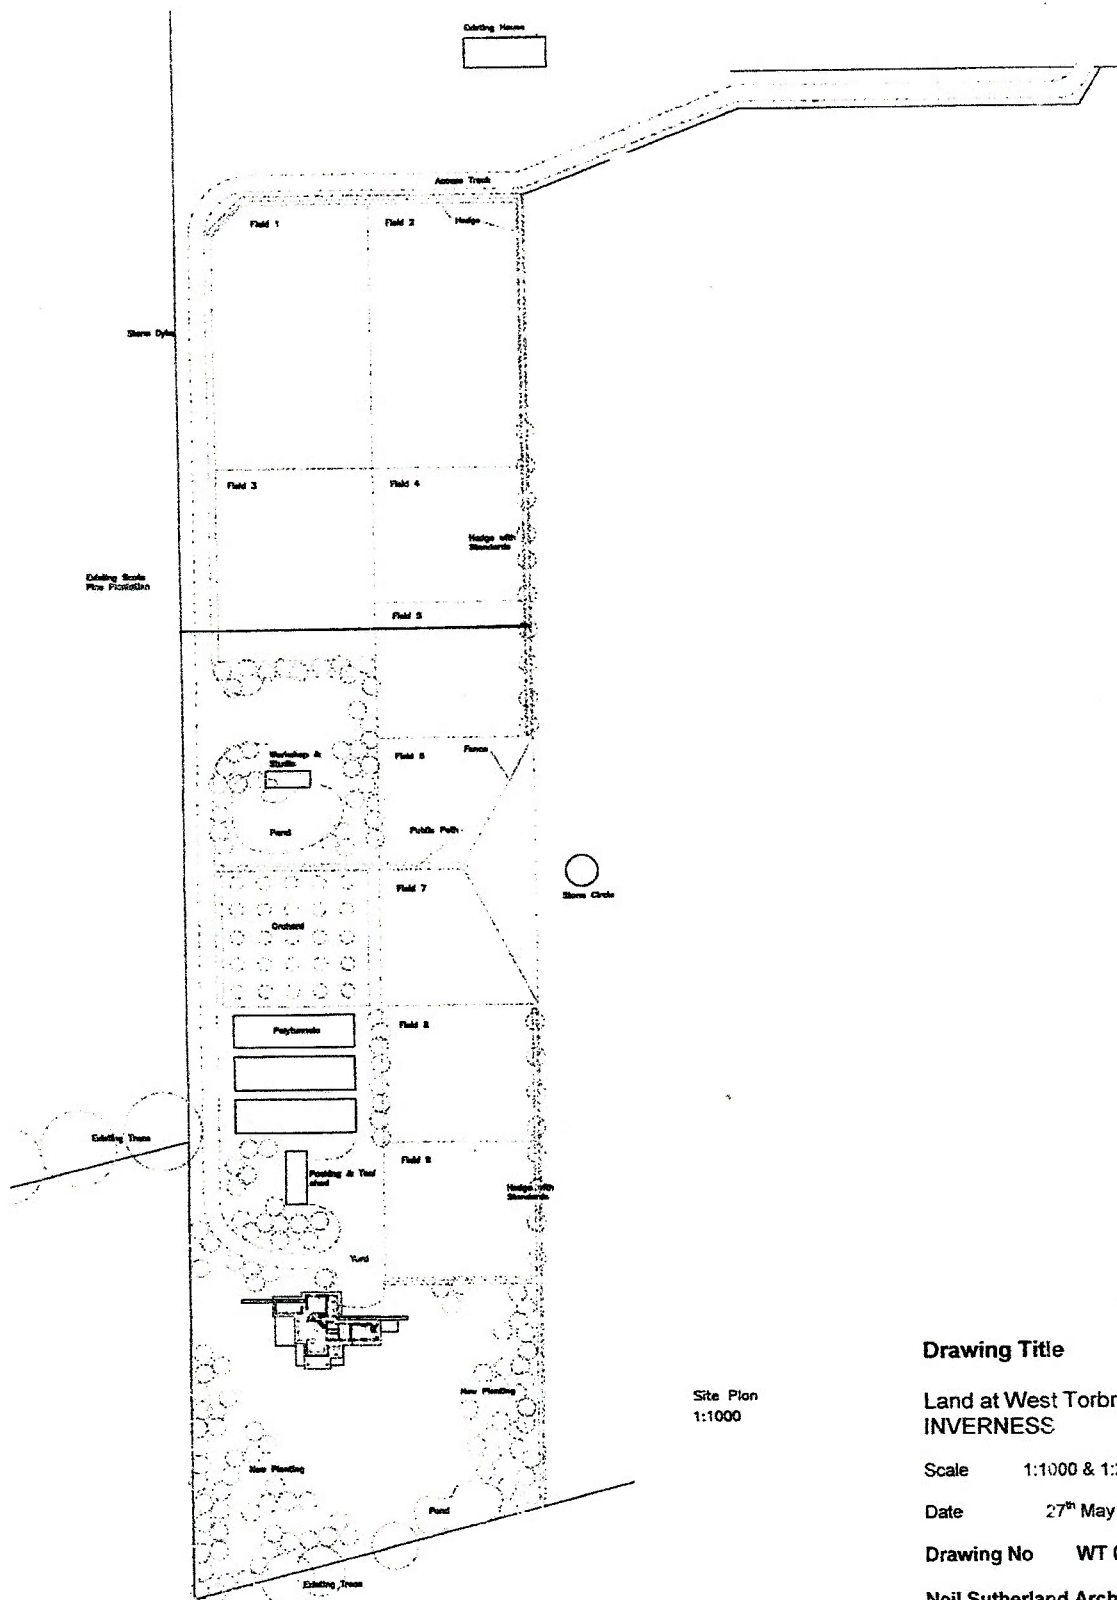 Existing House
Access Track
Field 1
Field 2
Hedge
Stone Dyke
Field 3
Field 4
Hedge with
Standards
Existing Scots
Pine Plantation
Field 5
Workshop &
Studio
Field 6
Fence
Pond
Public Path
Field 7
Stone Circle
Orchard
Polytunnels
Field 8
Existing Trees
Field 9
Packing & Tool
shed
Hedge with
Standards
Yard
New Planting
Site Plan
1:1000
New Planting
Pond
Existing Trees
Drawing Title
Land at West Torbr
INVERNESS
Scale 1:1000 & 1:
Date 27th May
Drawing No WT
Neil Sutherland Arch